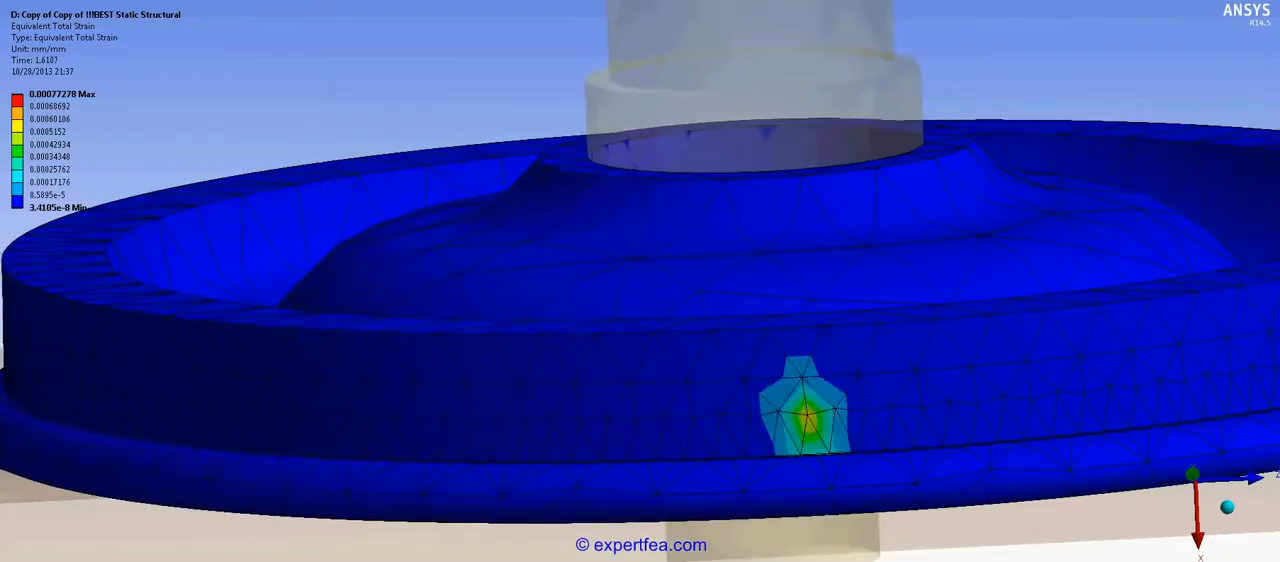 D: Copy of Copy of !!!BEST Static Structural
Equivalent Total Strain
Type: Equivalent Total Strain
Unit: mm/mm
Time: 1.6107
10/28/2013 21:37
0.00077278 Max
0.00068692
0.00060106
0.0005152
0.00042934
0.00034348
0.00025762
0.00017176
8.5895e-5
3.4105e-8 Min
ANSYS
R14.5
Z
X
© expertfea.com